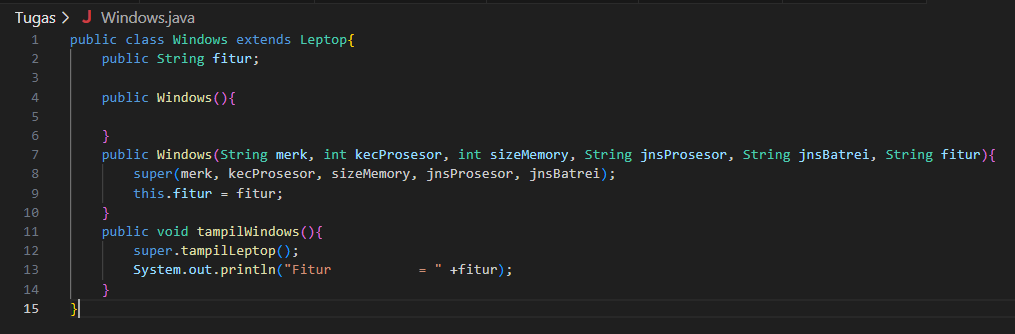 Tugas > J Windows.java
1 public class Windows extends Leptop{
2     public String fitur;
3
4     public Windows(){
5
6     }
7     public Windows(String merk, int kecProsesor, int sizeMemory, String jnsProsesor, String jnsBatrei, String fitur){
8         super(merk, kecProsesor, sizeMemory, jnsProsesor, jnsBatrei);
9         this.fitur = fitur;
10     }
11     public void tampilWindows(){
12         super.tampilLeptop();
13         System.out.println("Fitur           = " +fitur);
14     }
15 }